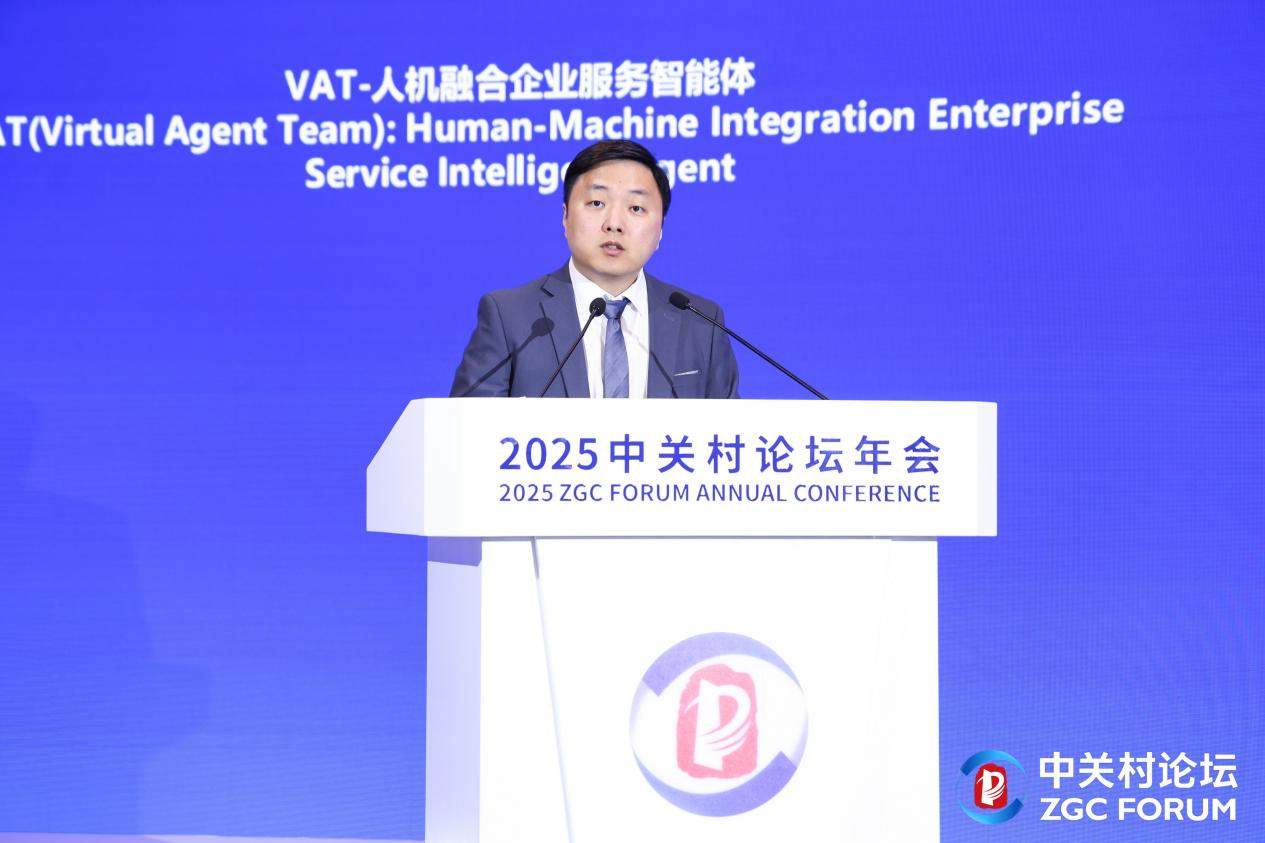 VAT-人机融合企业服务智能体
AT(Virtual Agent Team): Human-Machine Integration Enterprise
Service gent
2025中关村论坛年会
2025 ZGC FORUM ANNUAL CONFERENCE
中关村论坛
ZGC FORUM